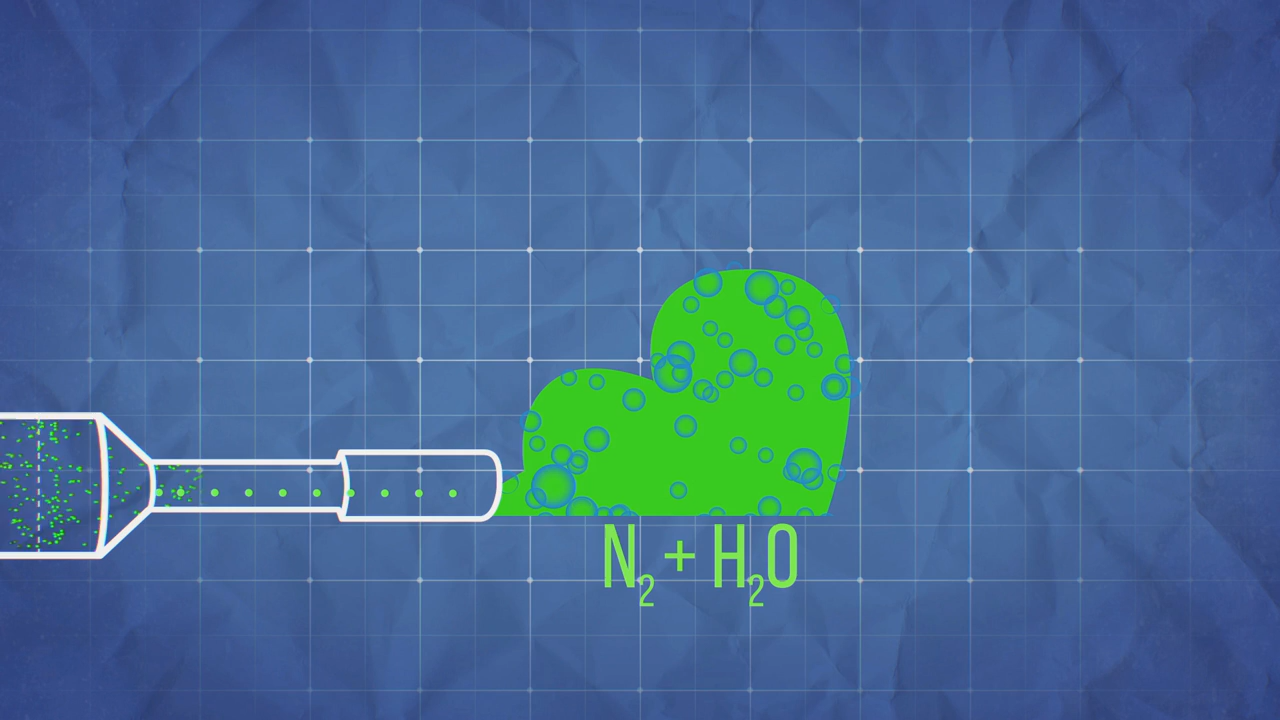 N₂ + H₂O